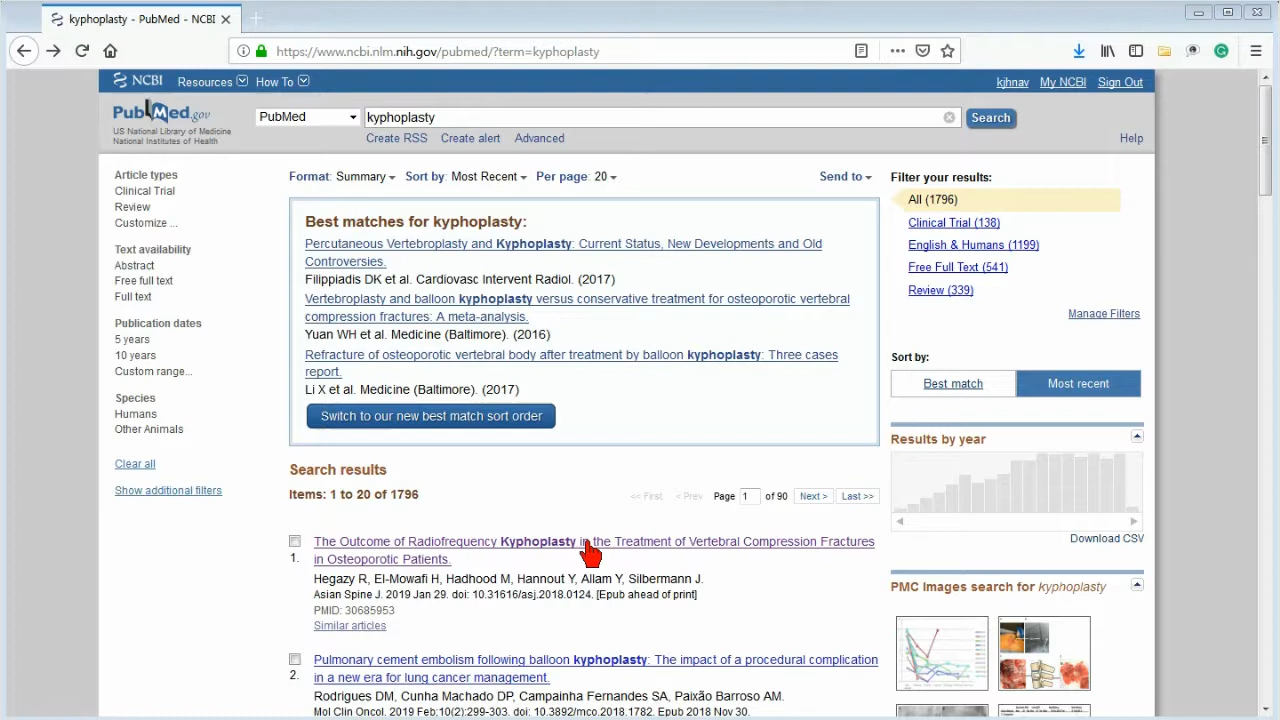 kyphoplasty - PubMed - NCBI
https://www.ncbi.nlm.nih.gov/pubmed/?term=kyphoplasty
NCBI Resources How To kjhnav My NCBI Sign Out
PubMed.gov
US National Library of Medicine
National Institutes of Health
PubMed kyphoplasty Search
Create RSS Create alert Advanced Help
Article types
Clinical Trial
Review
Customize ...
Text availability
Abstract
Free full text
Full text
Publication dates
5 years
10 years
Custom range...
Species
Humans
Other Animals
Clear all
Show additional filters
Format: Summary Sort by: Most Recent Per page: 20 Send to
Best matches for kyphoplasty:
Percutaneous Vertebroplasty and Kyphoplasty: Current Status, New Developments and Old
Controversies.
Filippiadis DK et al. Cardiovasc Intervent Radiol. (2017)
Vertebroplasty and balloon kyphoplasty versus conservative treatment for osteoporotic vertebral
compression fractures: A meta-analysis.
Yuan WH et al. Medicine (Baltimore). (2016)
Refracture of osteoporotic vertebral body after treatment by balloon kyphoplasty: Three cases
report.
Li X et al. Medicine (Baltimore). (2017)
Switch to our new best match sort order
Search results
Items: 1 to 20 of 1796
<< First < Prev Page 1 of 90 Next > Last >>
The Outcome of Radiofrequency Kyphoplasty in the Treatment of Vertebral Compression Fractures
1. in Osteoporotic Patients.
Hegazy R, El-Mowafi H, Hadhood M, Hannout Y, Allam Y, Silbermann J.
Asian Spine J. 2019 Jan 29. doi: 10.31616/asj.2018.0124. [Epub ahead of print]
PMID: 30685953
Similar articles
Pulmonary cement embolism following balloon kyphoplasty: The impact of a procedural complication
2. in a new era for lung cancer management.
Rodrigues DM, Cunha Machado DP, Campainha Fernandes SA, Paixão Barroso AM.
Mol Clin Oncol. 2019 Feb;10(2):299-303. doi: 10.3892/mco.2018.1782. Epub 2018 Nov 30.
Filter your results:
All (1796)
Clinical Trial (138)
English & Humans (1199)
Free Full Text (541)
Review (339)
Manage Filters
Sort by:
Best match Most recent
Results by year
Download CSV
PMC Images search for kyphoplasty